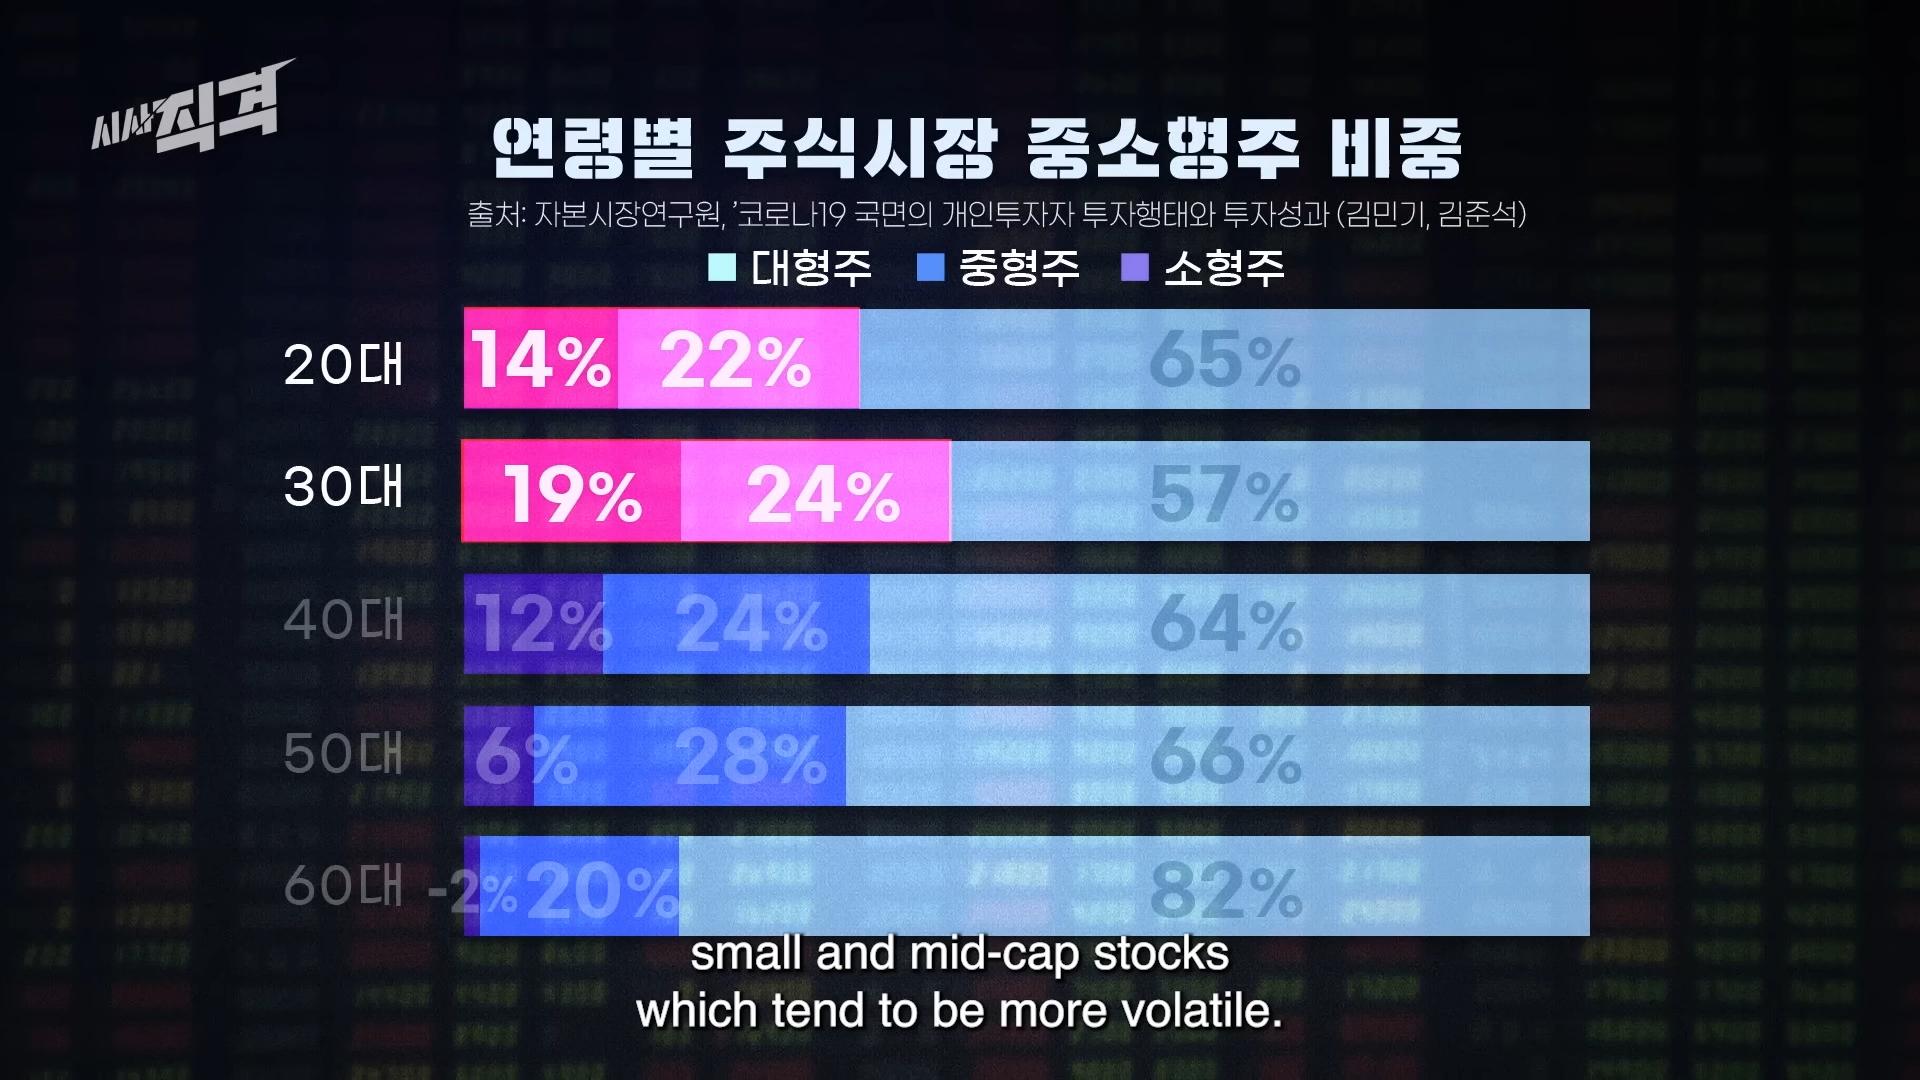 시사직격
연령별 주식시장 중소형주 비중
출처: 자본시장연구원, '코로나19 국면의 개인투자자 투자행태와 투자성과 (김민기, 김준석)
대형주 중형주 소형주
20대 14% 22% 65%
30대 19% 24% 57%
40대 12% 24% 64%
50대 6% 28% 66%
60대 -2% 20% 82%
small and mid-cap stocks
which tend to be more volatile.